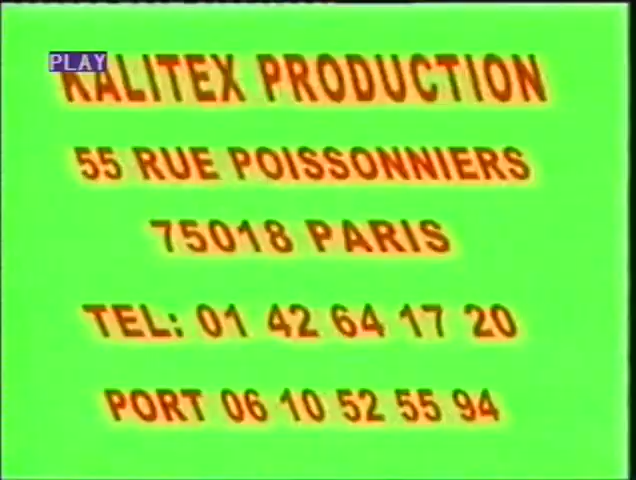 PLAY
KALITEX PRODUCTION
55 RUE POISSONNIERS
75018 PARIS
TEL: 01 42 64 17 20
PORT 06 10 52 55 94